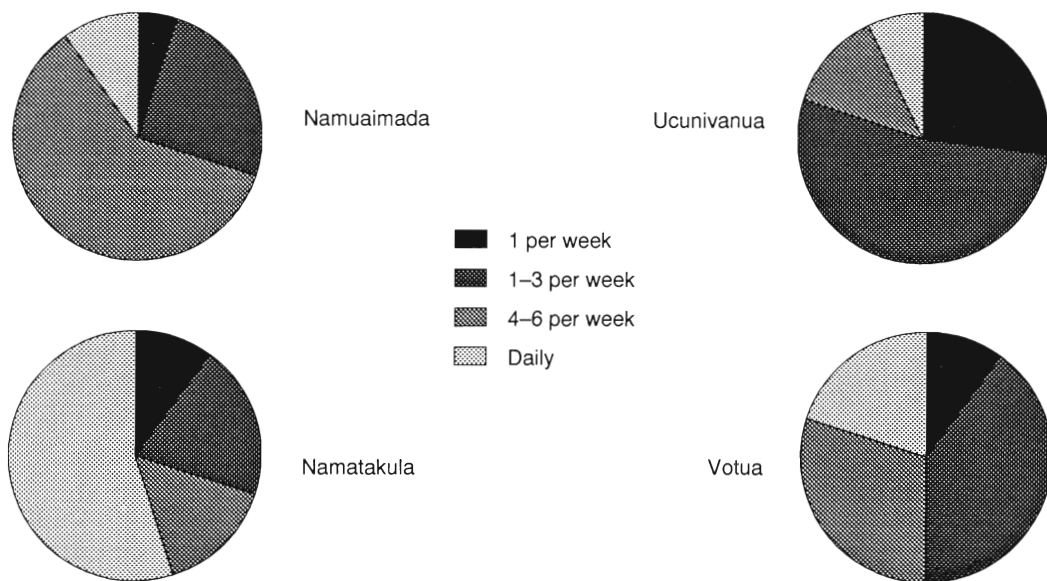 Namuaimada
Ucunivanua
1 per week
1–3 per week
4–6 per week
Daily
Namatakula
Votua